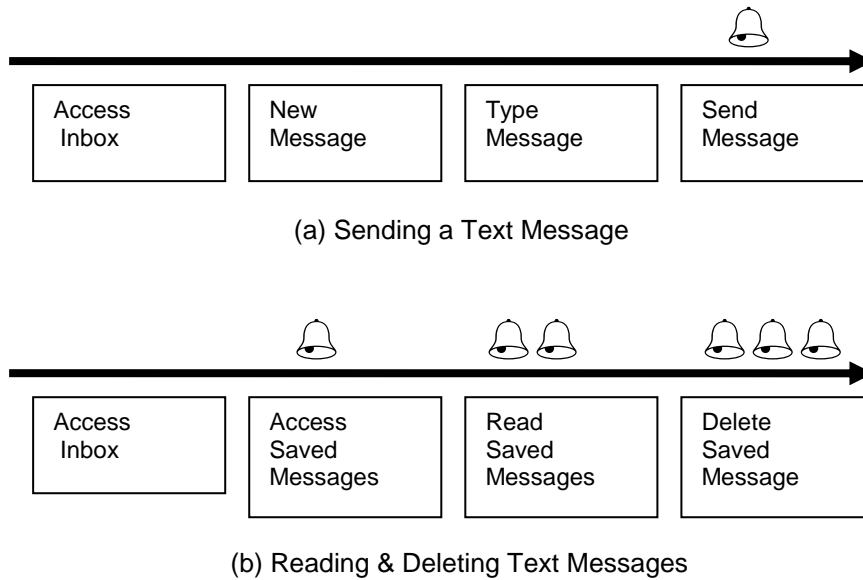 Access
Inbox
New
Message
Type
Message
Send
Message
(a) Sending a Text Message
Access
Inbox
Access
Saved
Messages
Read
Saved
Messages
Delete
Saved
Message
(b) Reading & Deleting Text Messages